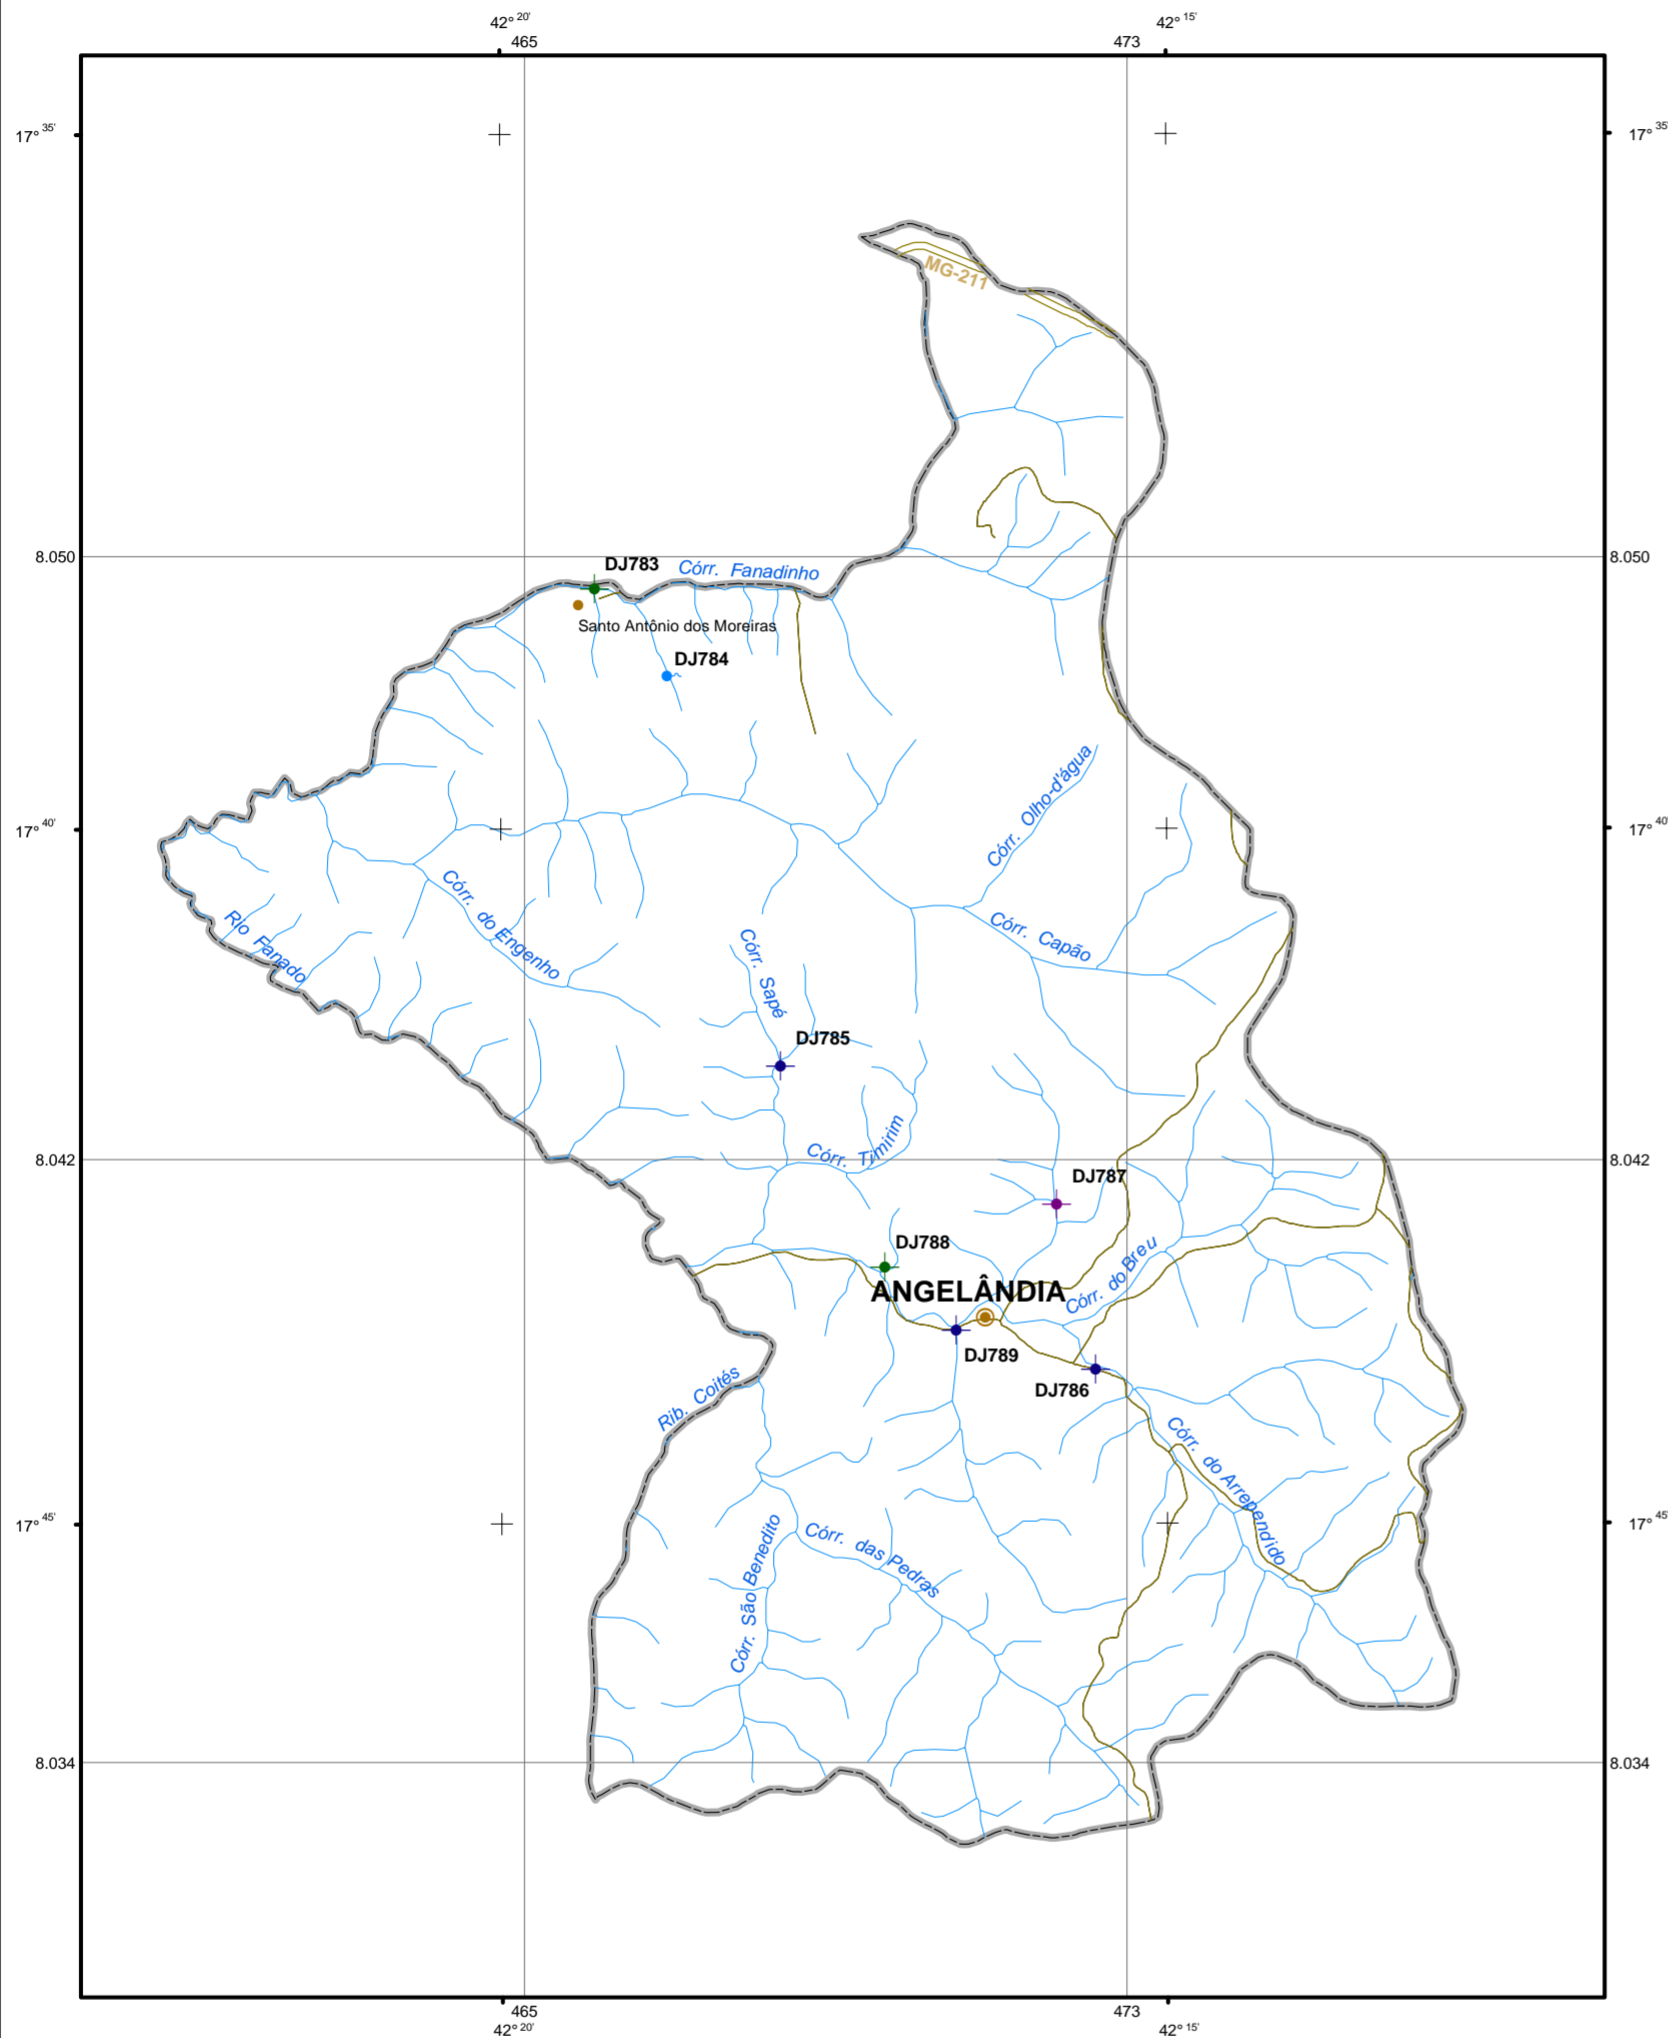 42° 20'
42° 15'
465
473
17° 35'
17° 35'
MG-211
8.050
8.050
DJ783
Córr. Fanadinho
Santo Antônio dos Moreiras
DJ784
Córr. Olho-d'água
17° 40'
17° 40'
Córr. do Engenho
Rio Fanado
Córr. Capão
Córr. Sapé
DJ785
Córr. Timirim
8.042
8.042
DJ787
DJ788
Córr. do Breu
ANGELÂNDIA
DJ789
DJ786
Rib. Coités
Córr. do Arrependido
17° 45'
17° 45'
Córr. São Benedito
Córr. das Pedras
8.034
8.034
465
473
42° 20'
42° 15'